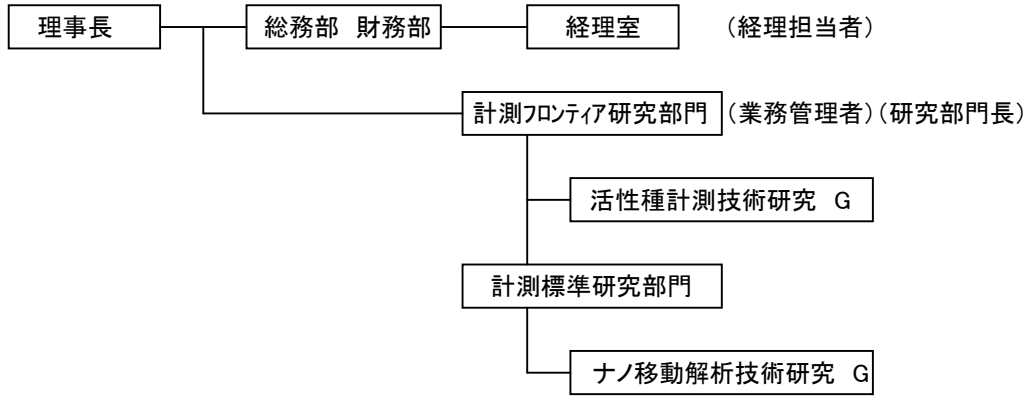 理事長 総務部 財務部 経理室 （経理担当者）
計測フロンティア研究部門 （業務管理者）（研究部門長）
活性種計測技術研究 G
計測標準研究部門
ナノ移動解析技術研究 G